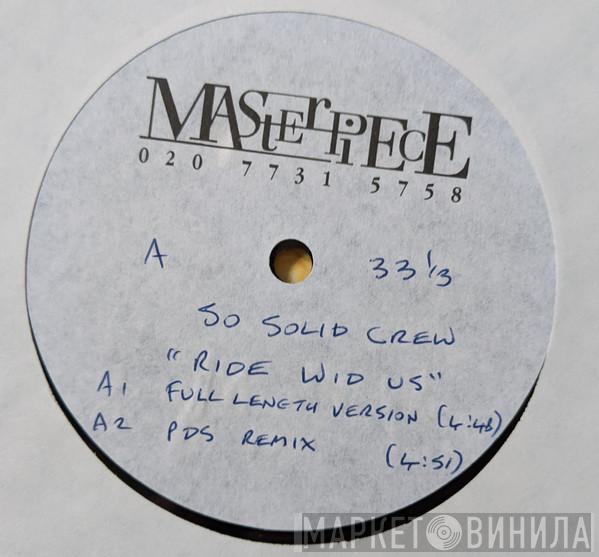 MASTERPIECE
020 7731 5758
A 33 1/3
SO SOLID CREW
"RIDE WID US"
A1 FULL LENGTH VERSION (4:48)
A2 PDS REMIX (4:51)
МАРКЕТ ВИНИЛА